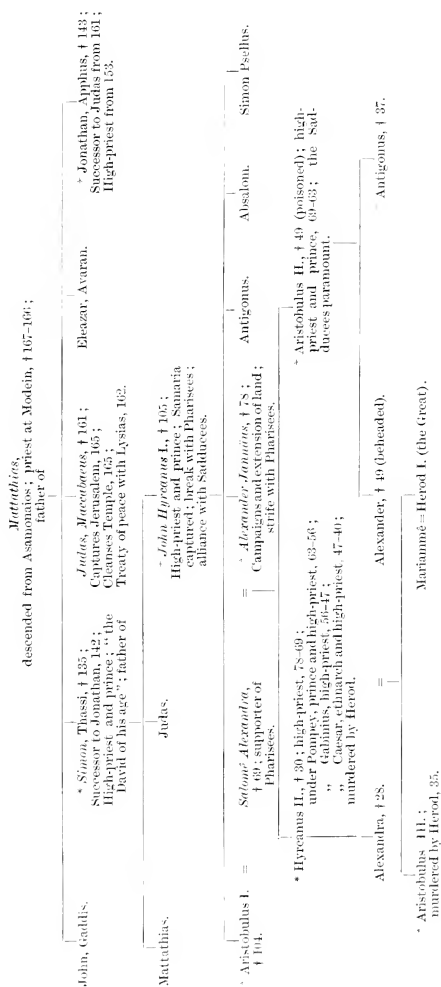 Mattathias,
descended from Asamonaios; priest at Modein, † 167–166;
father of
John, Gaddis.
* Simon, Thassi, † 135;
Successor to Jonathan, 142;
High-priest and prince; "the
David of his age"; father of
Judas, Maccabaeus, † 161;
Captures Jerusalem, 165;
Cleanses Temple, 165;
Treaty of peace with Lysias, 162.
Eleazar, Avaran.
* Jonathan, Apphus, † 143;
Successor to Judas from 161;
High-priest from 153.
Mattathias.
Judas.
* John Hyrcanus I., † 105;
High-priest and prince; Samaria
captured; break with Pharisees;
alliance with Sadducees.
* Aristobulus I.
† 104.
=
Salomé Alexandra,
† 69; supporter of
Pharisees.
=
* Alexander Jannäus, † 78;
Campaigns and extension of land;
strife with Pharisees.
Antigonus.
Absalom.
Simon Psellus.
* Hyrcanus II., † 30; high-priest, 78–69;
under Pompey, prince and high-priest, 63–56;
„ Gabinius, high-priest, 56–47;
„ Caesar, ethnarch and high-priest, 47–40;
murdered by Herod.
* Aristobulus II., † 49 (poisoned); high-
priest and prince, 69–63; the Sad-
ducees paramount.
Alexandra, † 28.
=
Alexander, † 49 (beheaded).
* Antigonus, † 37.
* Aristobulus III.;
murdered by Herod, 35.
Mariammé = Herod I. (the Great).